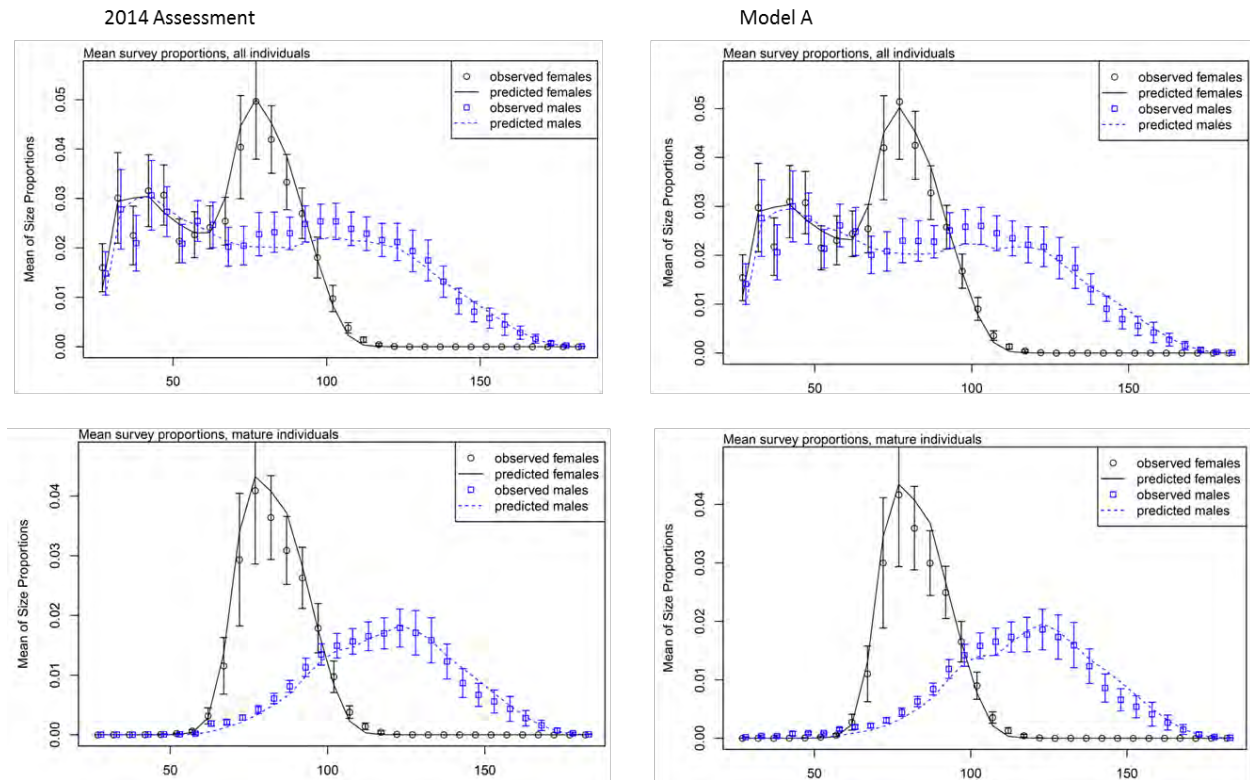 2014 Assessment
Model A
Mean survey proportions, all individuals
observed females
predicted females
observed males
predicted males
Mean of Size Proportions
0.05
0.04
0.03
0.02
0.01
0.00
50 100 150
Mean survey proportions, all individuals
observed females
predicted females
observed males
predicted males
Mean of Size Proportions
0.05
0.04
0.03
0.02
0.01
0.00
50 100 150
Mean survey proportions, mature individuals
observed females
predicted females
observed males
predicted males
Mean of Size Proportions
0.04
0.03
0.02
0.01
0.00
50 100 150
Mean survey proportions, mature individuals
observed females
predicted females
observed males
predicted males
Mean of Size Proportions
0.04
0.03
0.02
0.01
0.00
50 100 150